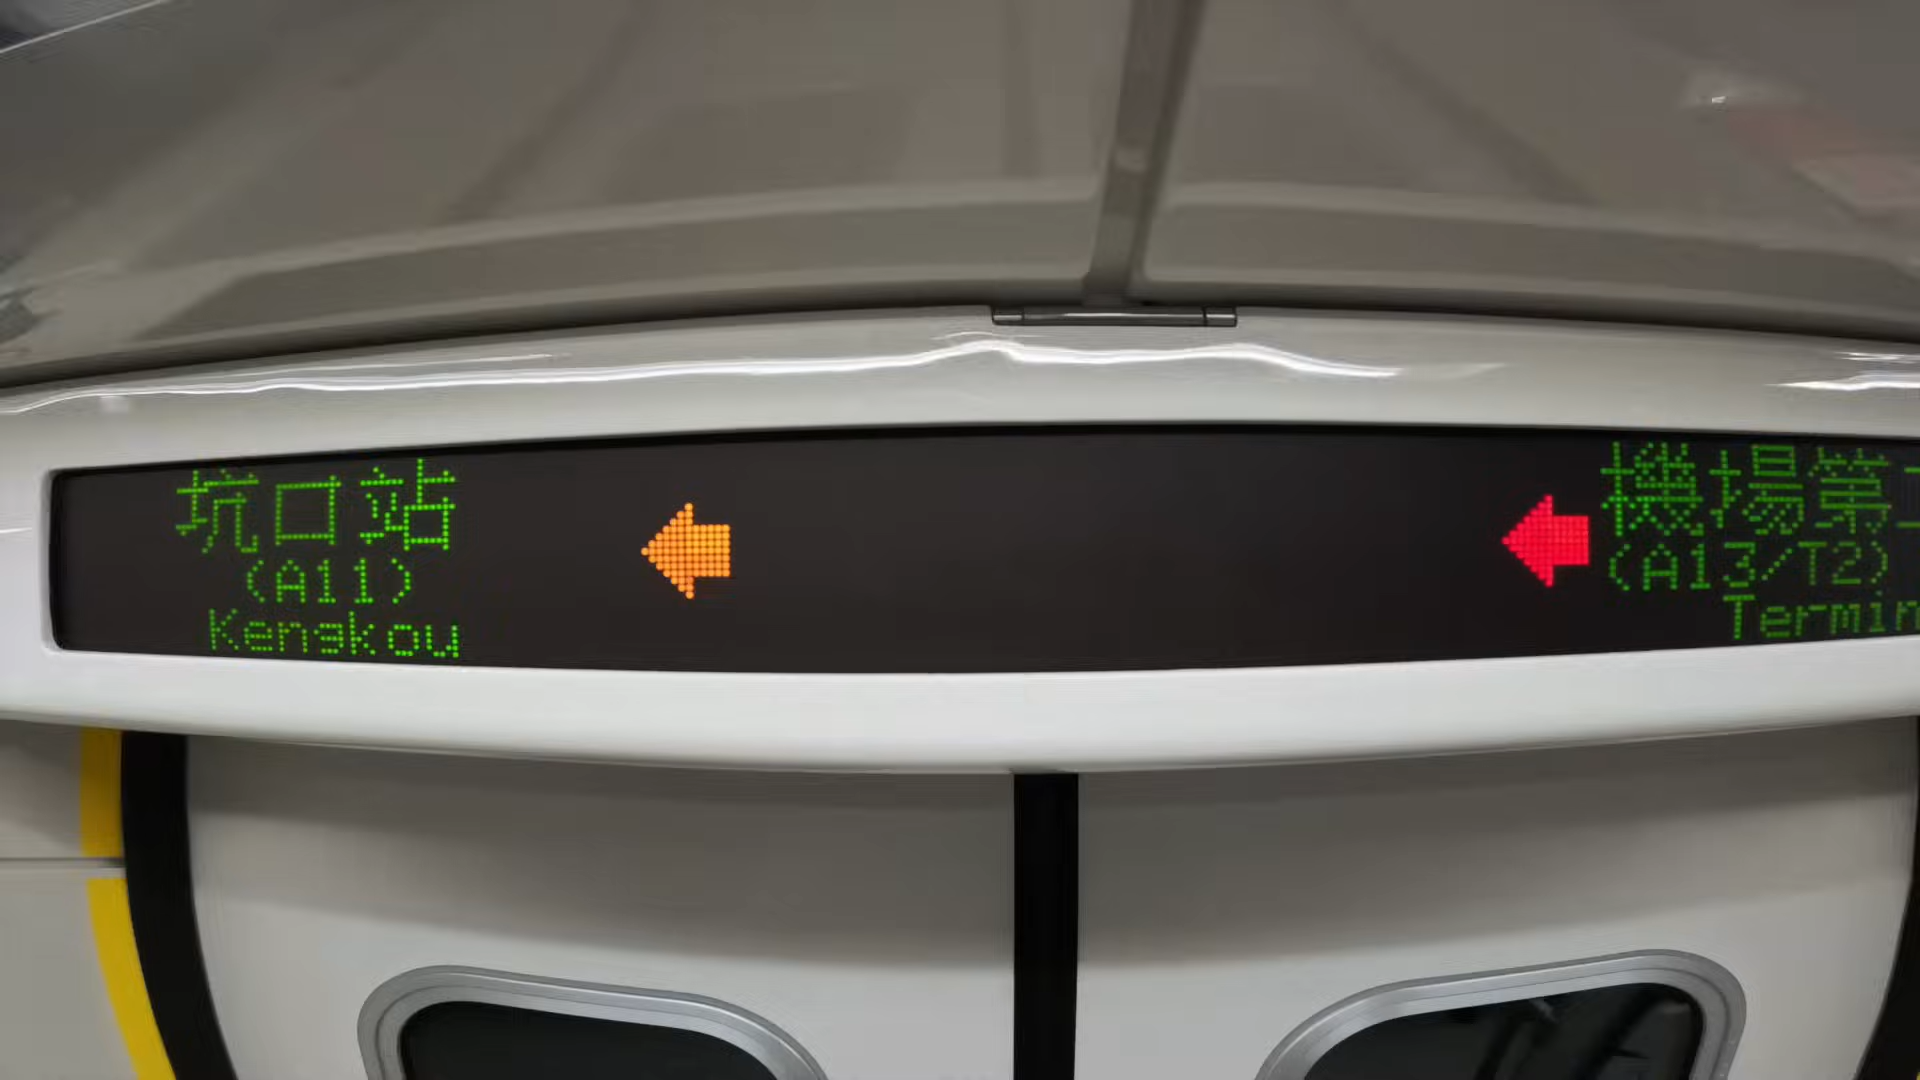 坑口站
(A11)
Kengkou
機場第
(A13/T2)
Termin